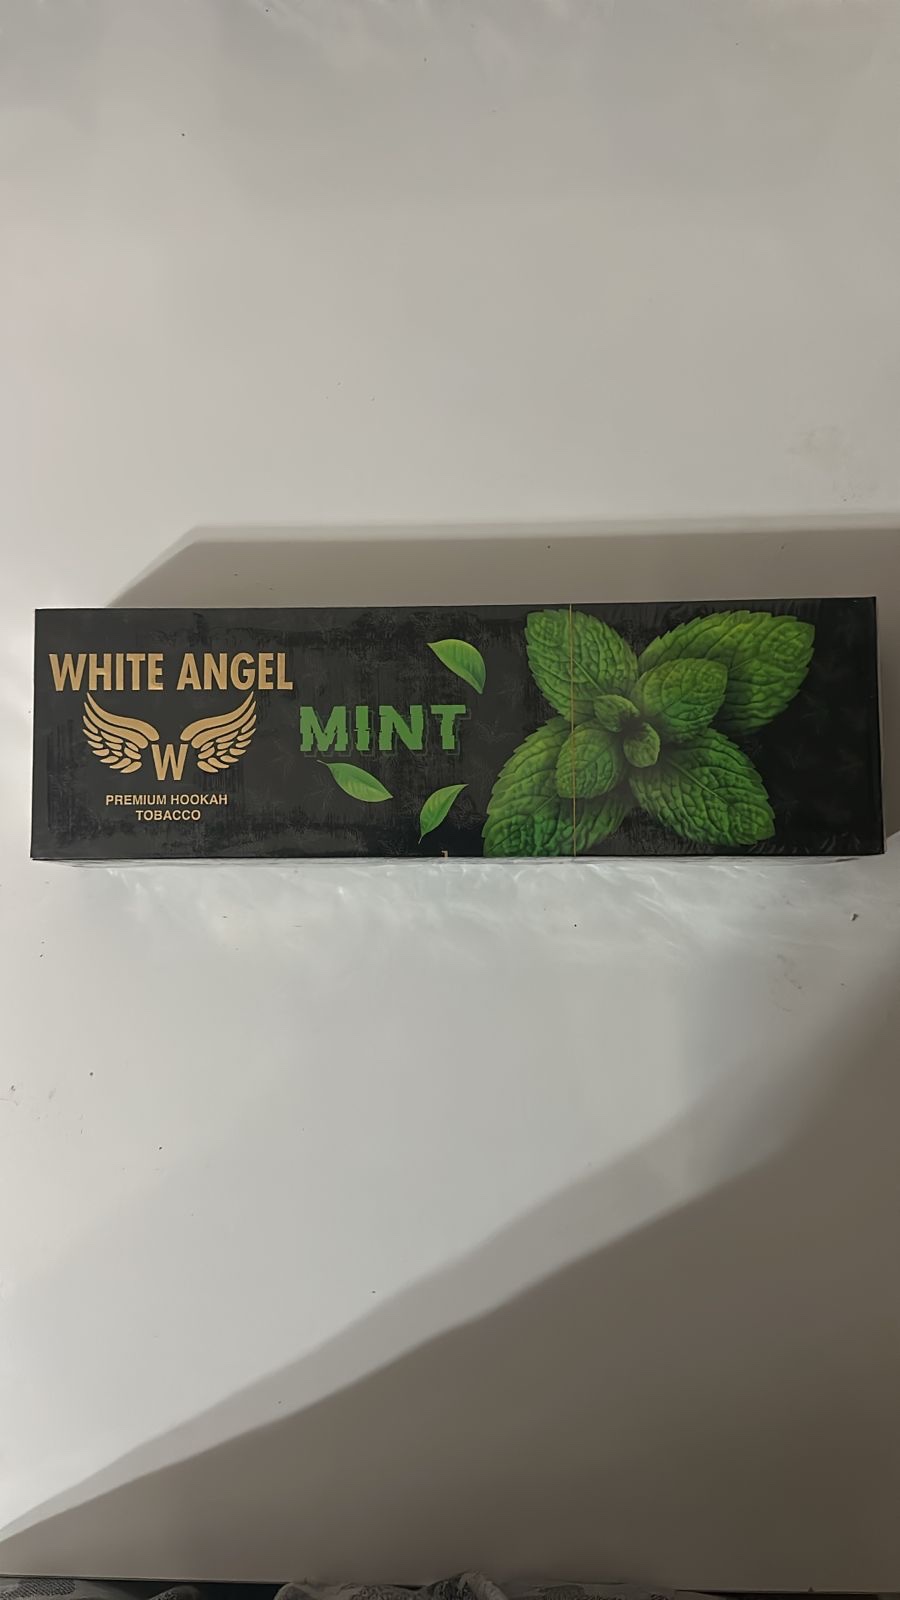 WHITE ANGEL
W
PREMIUM HOOKAH
TOBACCO
MINT